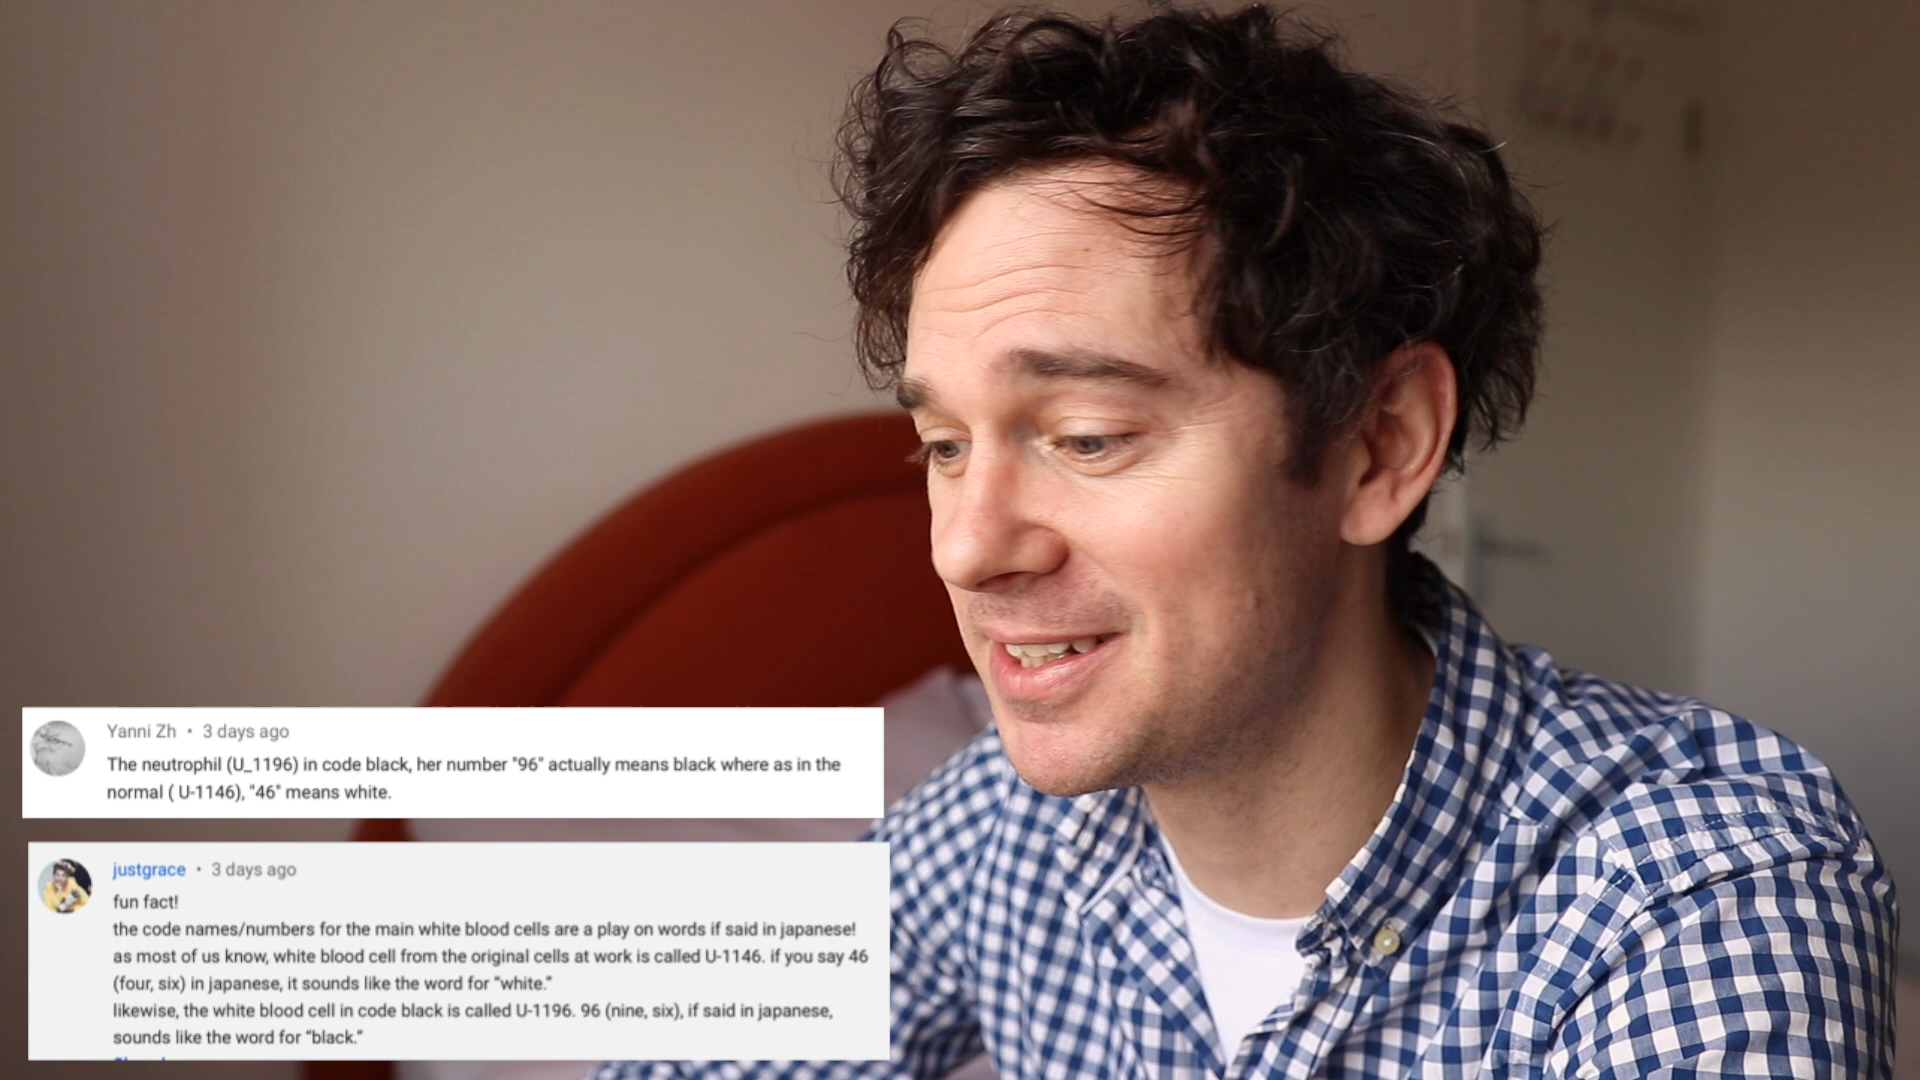 Yanni Zh • 3 days ago
The neutrophil (U_1196) in code black, her number "96" actually means black where as in the
normal ( U-1146), "46" means white.
justgrace • 3 days ago
fun fact!
the code names/numbers for the main white blood cells are a play on words if said in japanese!
as most of us know, white blood cell from the original cells at work is called U-1146. if you say 46
(four, six) in japanese, it sounds like the word for “white.”
likewise, the white blood cell in code black is called U-1196. 96 (nine, six), if said in japanese,
sounds like the word for “black.”